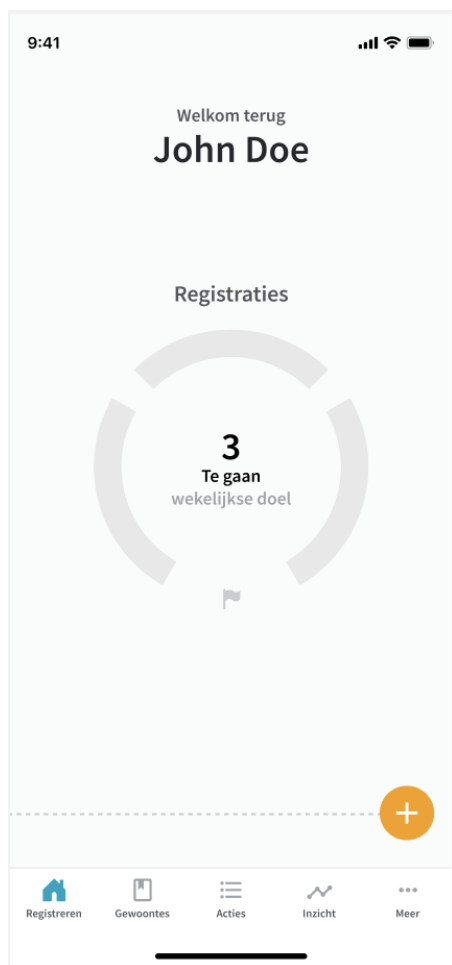 9:41
Welkom terug
John Doe
Registraties
3
Te gaan
wekelijkse doel
Registreren Gewoontes Acties Inzicht Meer